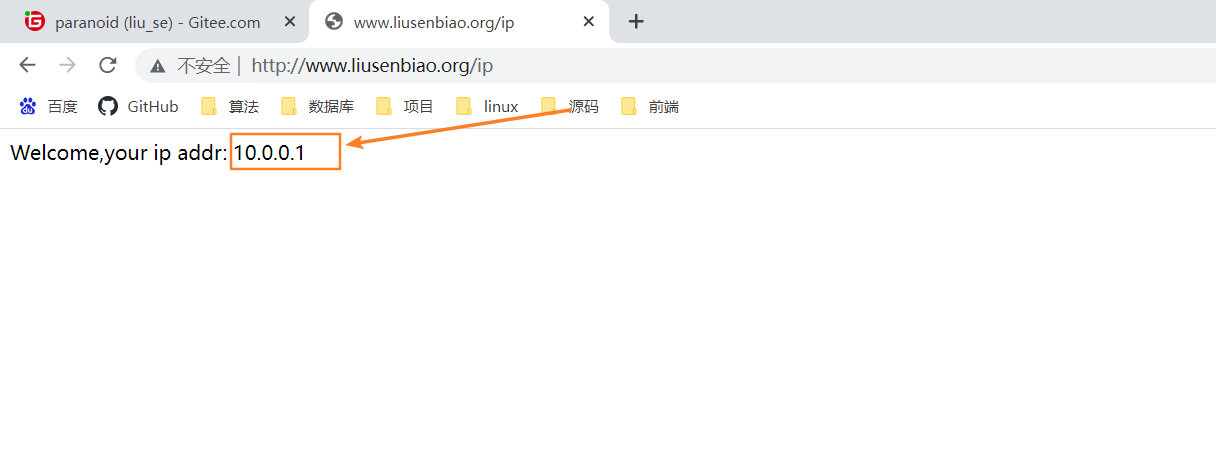 paranoid (liu_se) - Gitee.com www.liusenbiao.org/ip
不安全 http://www.liusenbiao.org/ip
百度 GitHub 算法 数据库 项目 linux 源码 前端
Welcome,your ip addr: 10.0.0.1